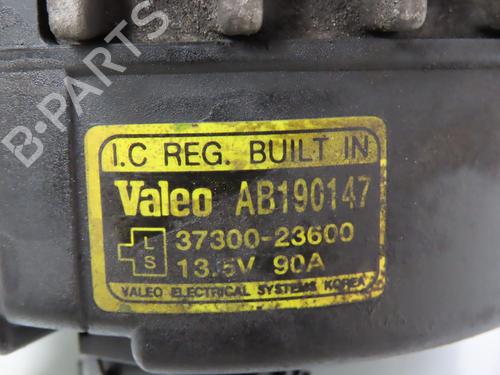 B-PARTS
I.C REG. BUILT IN
Valeo AB190147
L 37300-23600
S 13.5V 90A
VALEO ELECTRICAL SYSTEMS KOREA